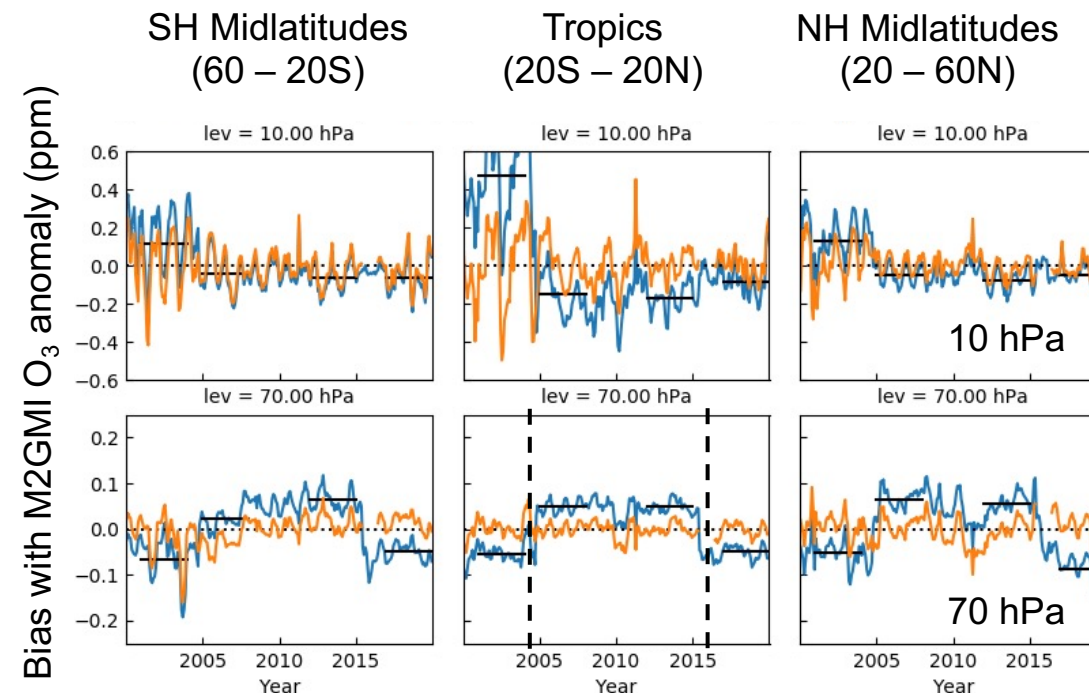 SH Midlatitudes
(60 – 20S)
Tropics
(20S – 20N)
NH Midlatitudes
(20 – 60N)
Bias with M2GMI O₃ anomaly (ppm)
lev = 10.00 hPa
lev = 10.00 hPa
lev = 10.00 hPa
0.6
0.4
0.2
0.0
−0.2
−0.4
−0.6
10 hPa
lev = 70.00 hPa
lev = 70.00 hPa
lev = 70.00 hPa
0.2
0.1
0.0
−0.1
−0.2
70 hPa
2005 2010 2015
2005 2010 2015
2005 2010 2015
Year
Year
Year